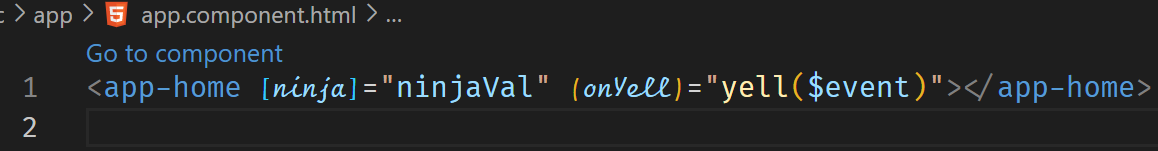 c > app > app.component.html > ...
Go to component
1 <app-home [ninja]="ninjaVal" (onYell)="yell($event)"></app-home>
2